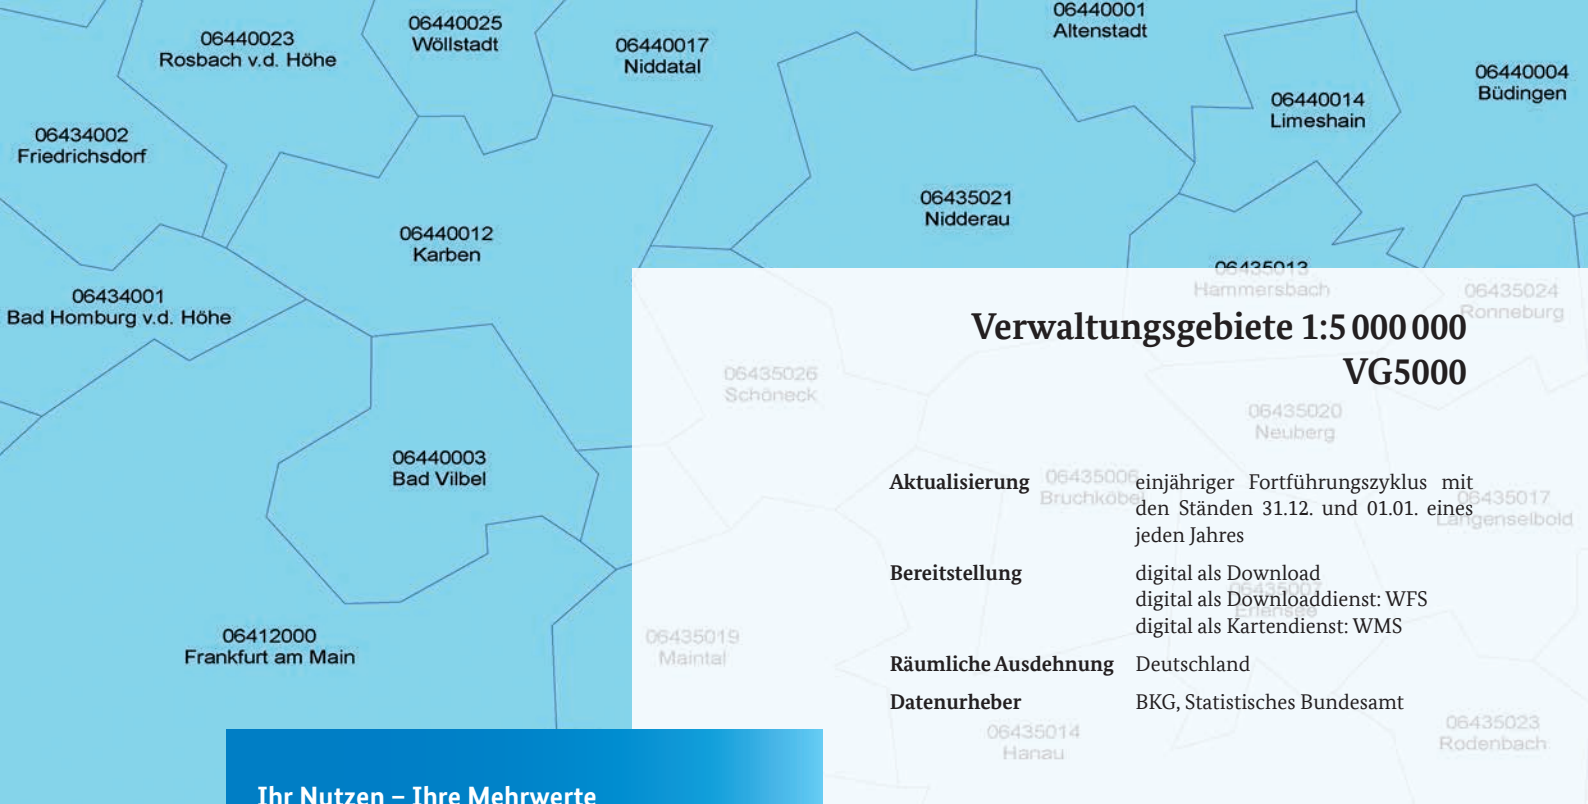 06440025
Wöllstadt
06440001
Altenstadt
06440023
Rosbach v.d. Höhe
06440017
Niddatal
06440004
Büdingen
06440014
Limeshain
06434002
Friedrichsdorf
06435021
Nidderau
06440012
Karben
06435013
Hammersbach
06434001
Bad Homburg v.d. Höhe
06435024
Ronneburg
Verwaltungsgebiete 1:5 000 000
VG5000
06435026
Schöneck
06435020
Neuberg
06440003
Bad Vilbel
06435006
Bruchköbel
06435017
Langenselbold
Aktualisierung einjähriger Fortführungszyklus mit
den Ständen 31.12. und 01.01. eines
jeden Jahres
Bereitstellung digital als Download
digital als Downloaddienst: WFS
digital als Kartendienst: WMS
06435007
Erlensee
06412000
Frankfurt am Main
06435019
Maintal
Räumliche Ausdehnung Deutschland
Datenurheber BKG, Statistisches Bundesamt
06435014
Hanau
06435023
Rodenbach
Ihr Nutzen – Ihre Mehrwerte